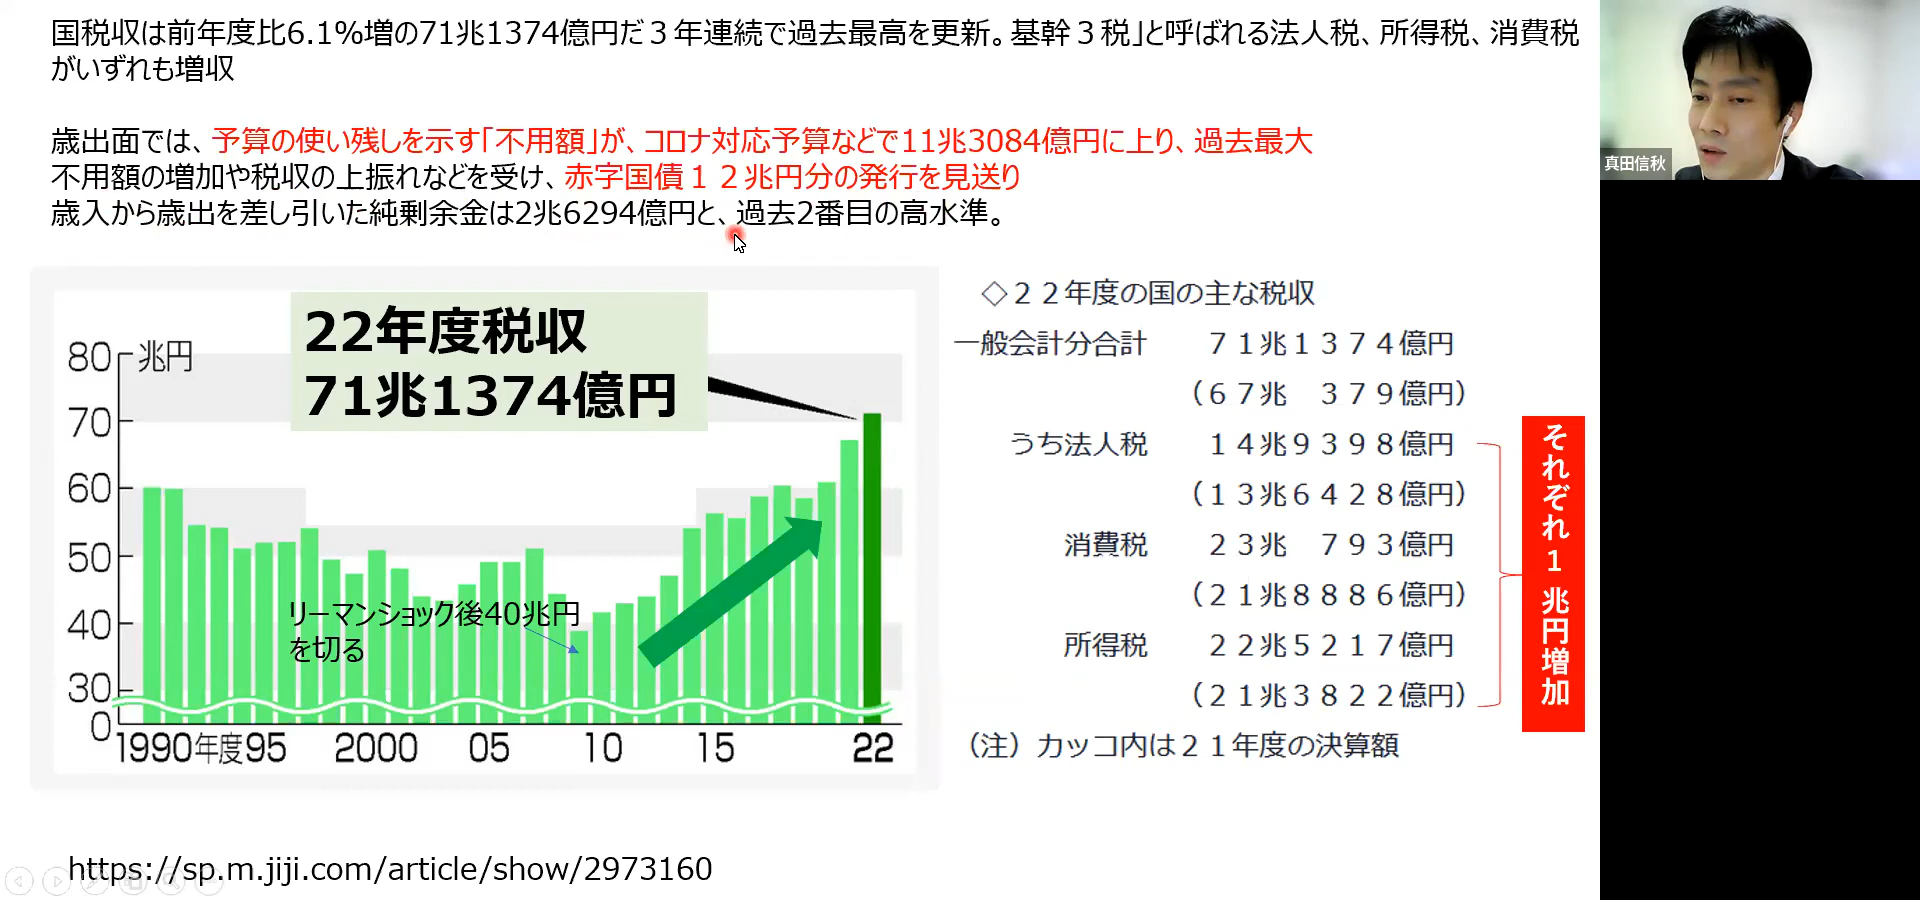 国税収は前年度比6.1%増の71兆1374億円だ３年連続で過去最高を更新。基幹３税」と呼ばれる法人税、所得税、消費税
がいずれも増収
歳出面では、予算の使い残しを示す「不用額」が、コロナ対応予算などで11兆3084億円に上り、過去最大
不用額の増加や税収の上振れなどを受け、赤字国債１２兆円分の発行を見送り
歳入から歳出を差し引いた純剰余金は2兆6294億円と、過去2番目の高水準。
真田信秋
22年度税収
71兆1374億円
兆円
80
70
60
50
40
30
0
リーマンショック後40兆円
を切る
1990年度 95 2000 05 10 15 22
◇２２年度の国の主な税収
一般会計分合計　７１兆１３７４億円
（６７兆　３７９億円）
うち法人税　１４兆９３９８億円
（１３兆６４２８億円）
消費税　２３兆　７９３億円
（２１兆８８８６億円）
所得税　２２兆５２１７億円
（２１兆３８２２億円）
（注）カッコ内は２１年度の決算額
それぞれ1兆円増加
https://sp.m.jiji.com/article/show/2973160